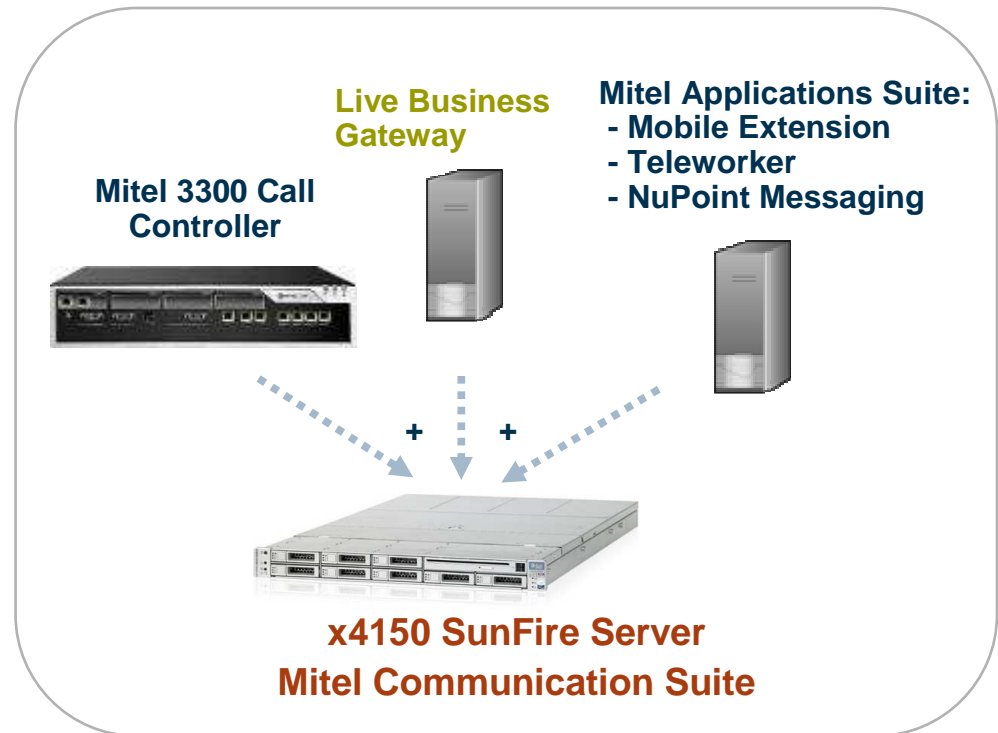 Live Business
Gateway
Mitel Applications Suite:
- Mobile Extension
- Teleworker
- NuPoint Messaging
Mitel 3300 Call
Controller
+ +
x4150 SunFire Server
Mitel Communication Suite